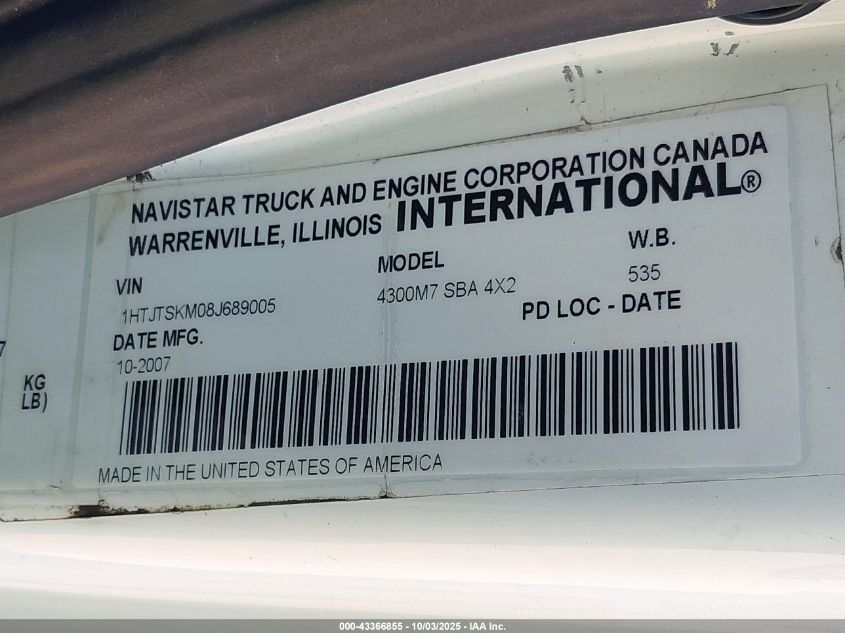 NAVISTAR TRUCK AND ENGINE CORPORATION CANADA
WARRENVILLE, ILLINOIS INTERNATIONAL®
VIN MODEL W.B.
1HTJTSKM08J689005 4300M7 SBA 4X2 535
DATE MFG. PD LOC - DATE
10-2007
7
KG
LB)
MADE IN THE UNITED STATES OF AMERICA
000-43366855 - 10/03/2025 - IAA Inc.